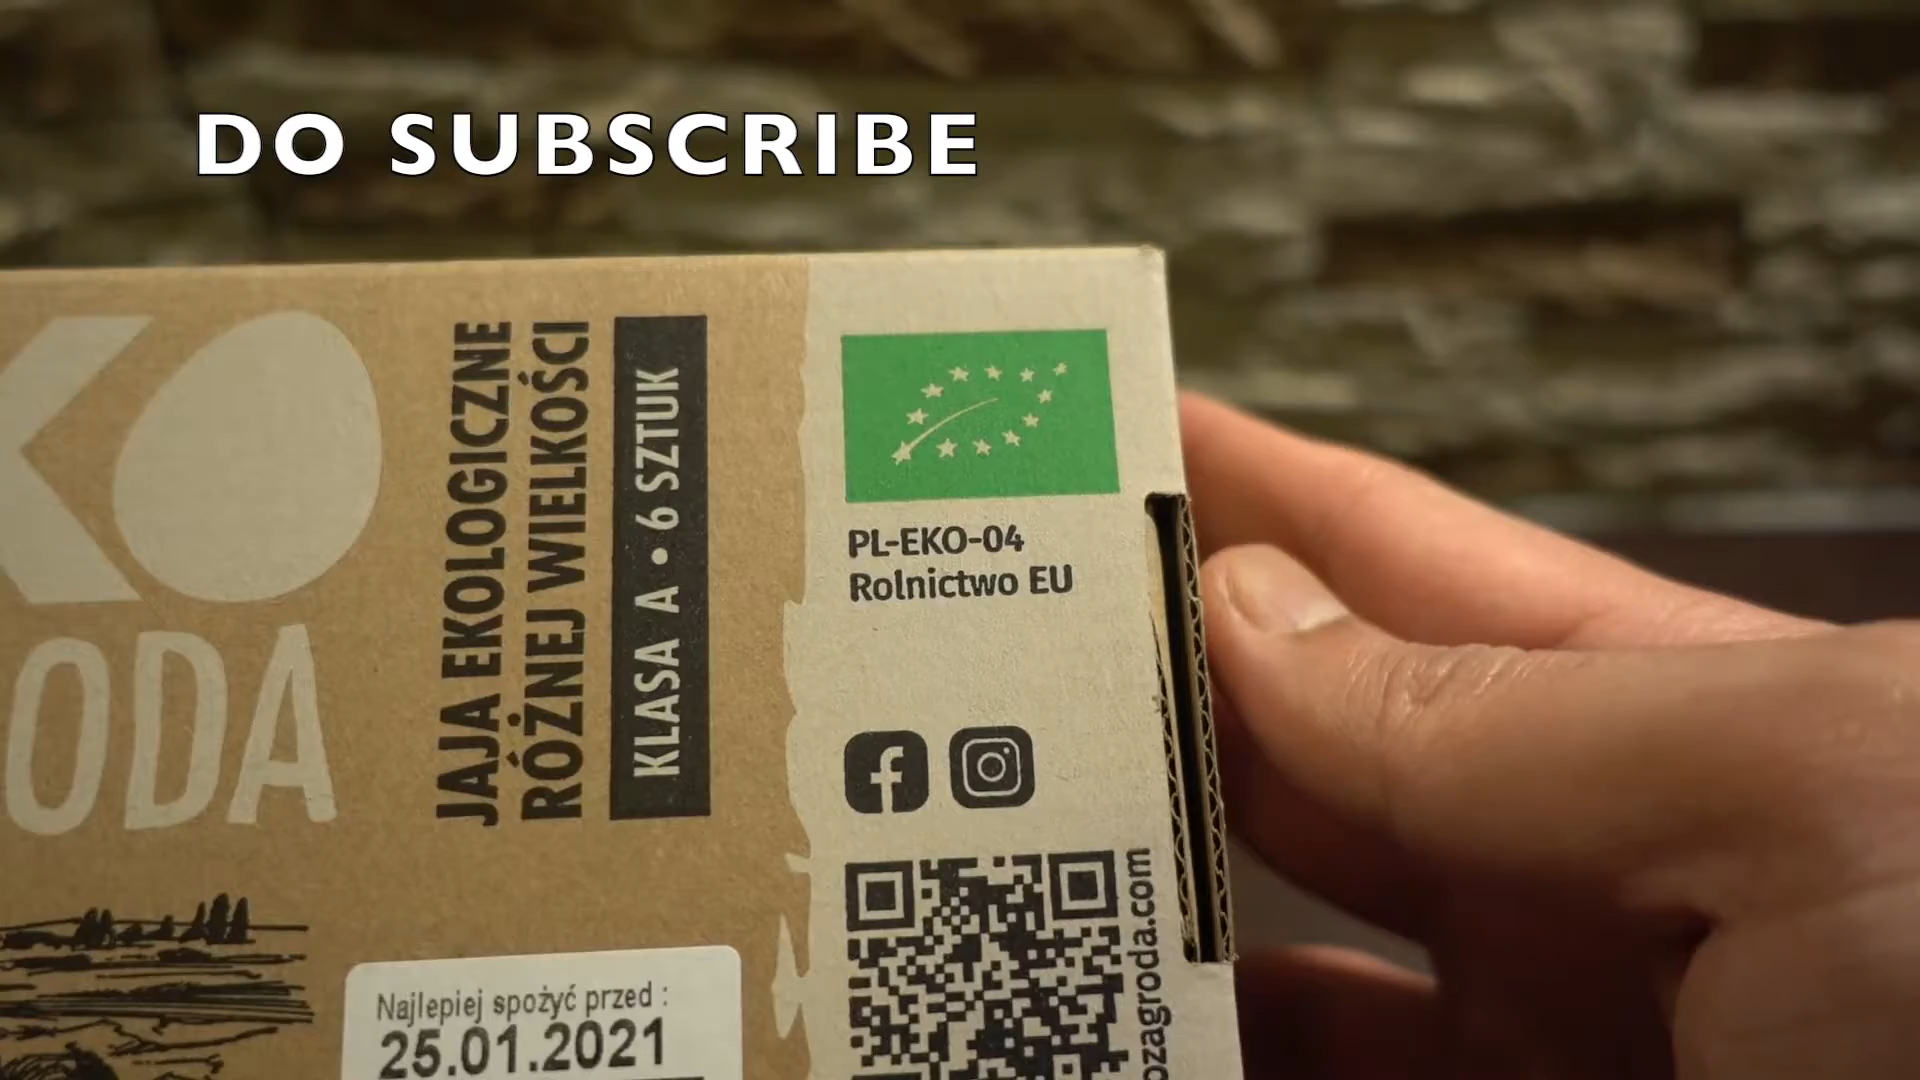 DO SUBSCRIBE
KO
ODA
JAJA EKOLOGICZNE
RÓŻNEJ WIELKOŚCI
KLASA A • 6 SZTUK
PL-EKO-04
Rolnictwo EU
ozagroda.com
Najlepiej spożyć przed :
25.01.2021